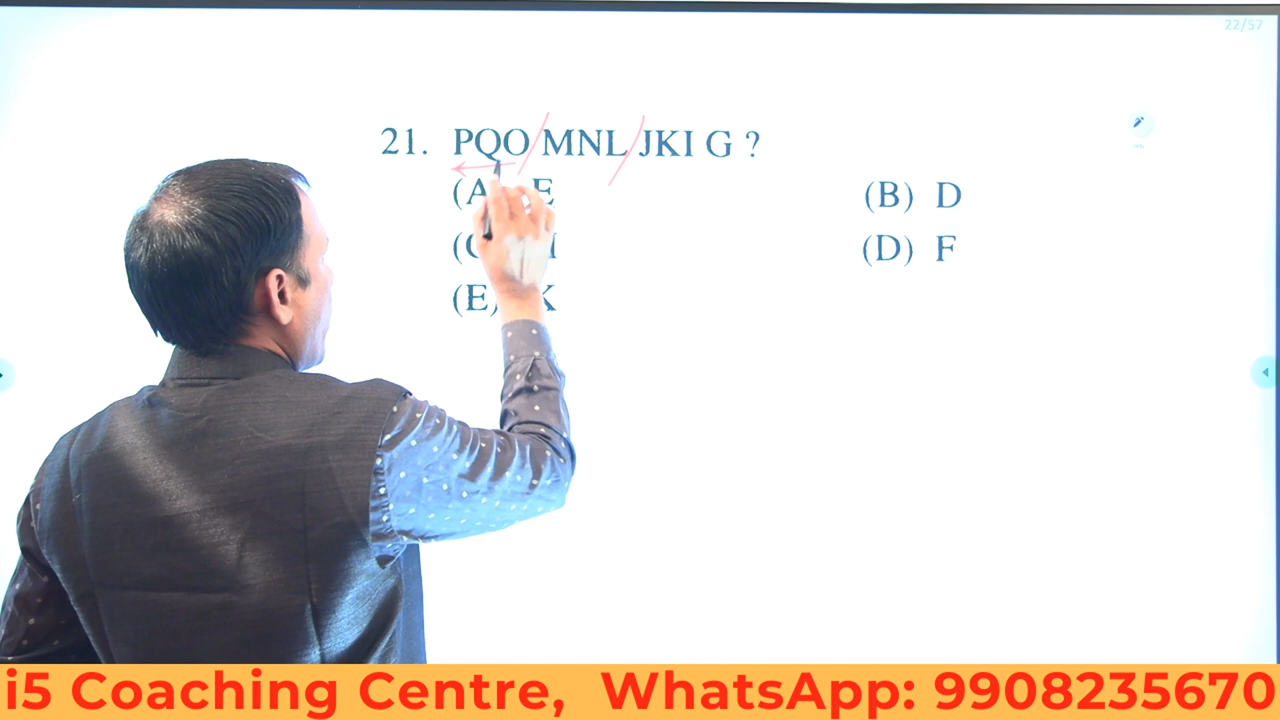 22/57
21. PQO MNL JKI G ?
(A E (B) D
( (D) F
(E) K
i5 Coaching Centre, WhatsApp: 9908235670